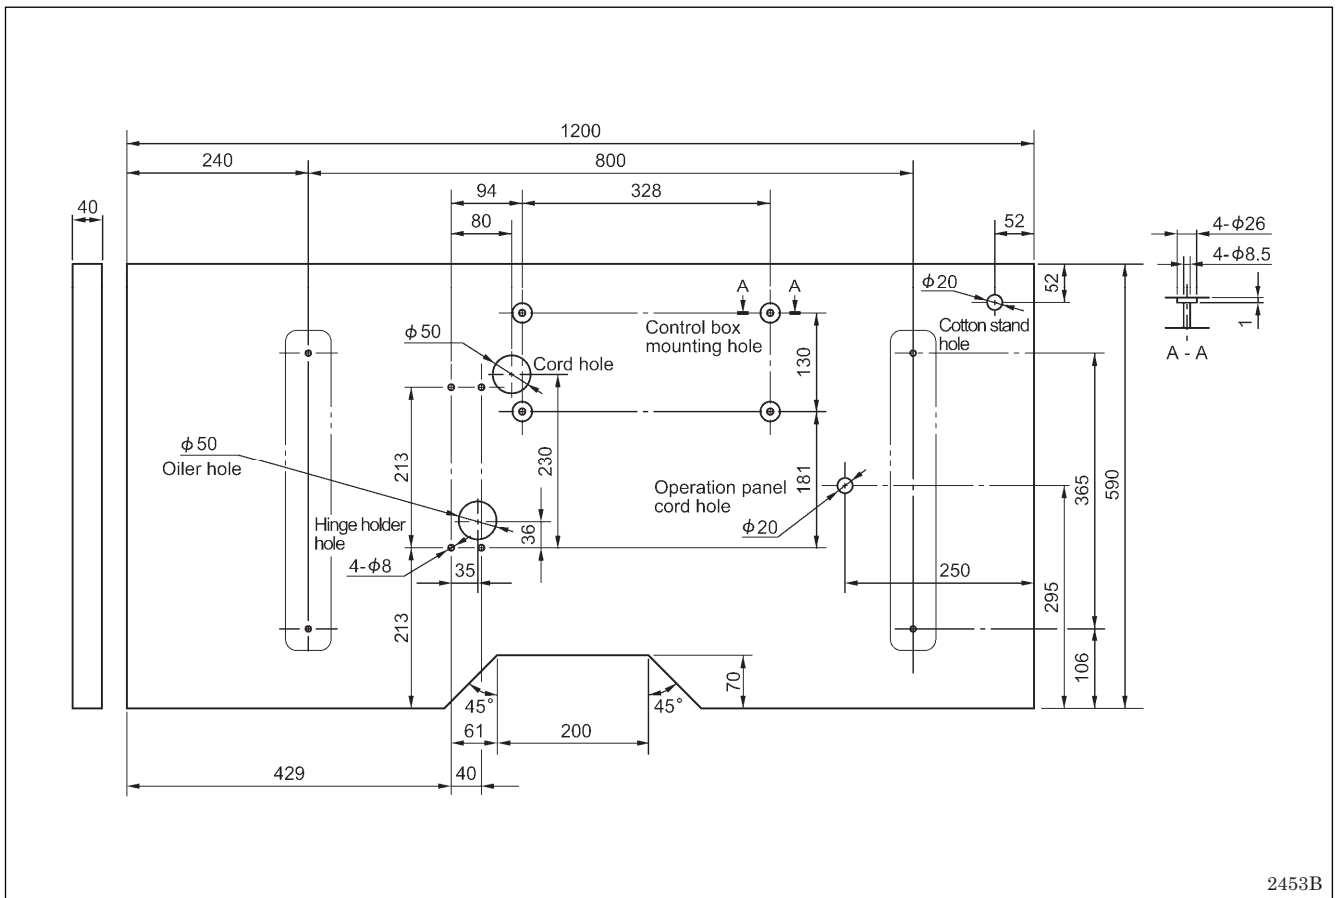 1200
240
800
94
328
40
80
52
4-φ26
4-φ8.5
52
φ20
A
A
1
Control box
mounting hole
Cotton stand
hole
A - A
φ50
Cord hole
130
φ50
Oiler hole
213
230
181
365
590
Operation panel
cord hole
Hinge holder
hole
36
φ20
4-φ8
35
250
295
213
106
70
45°
45°
61
200
429
40
2453B